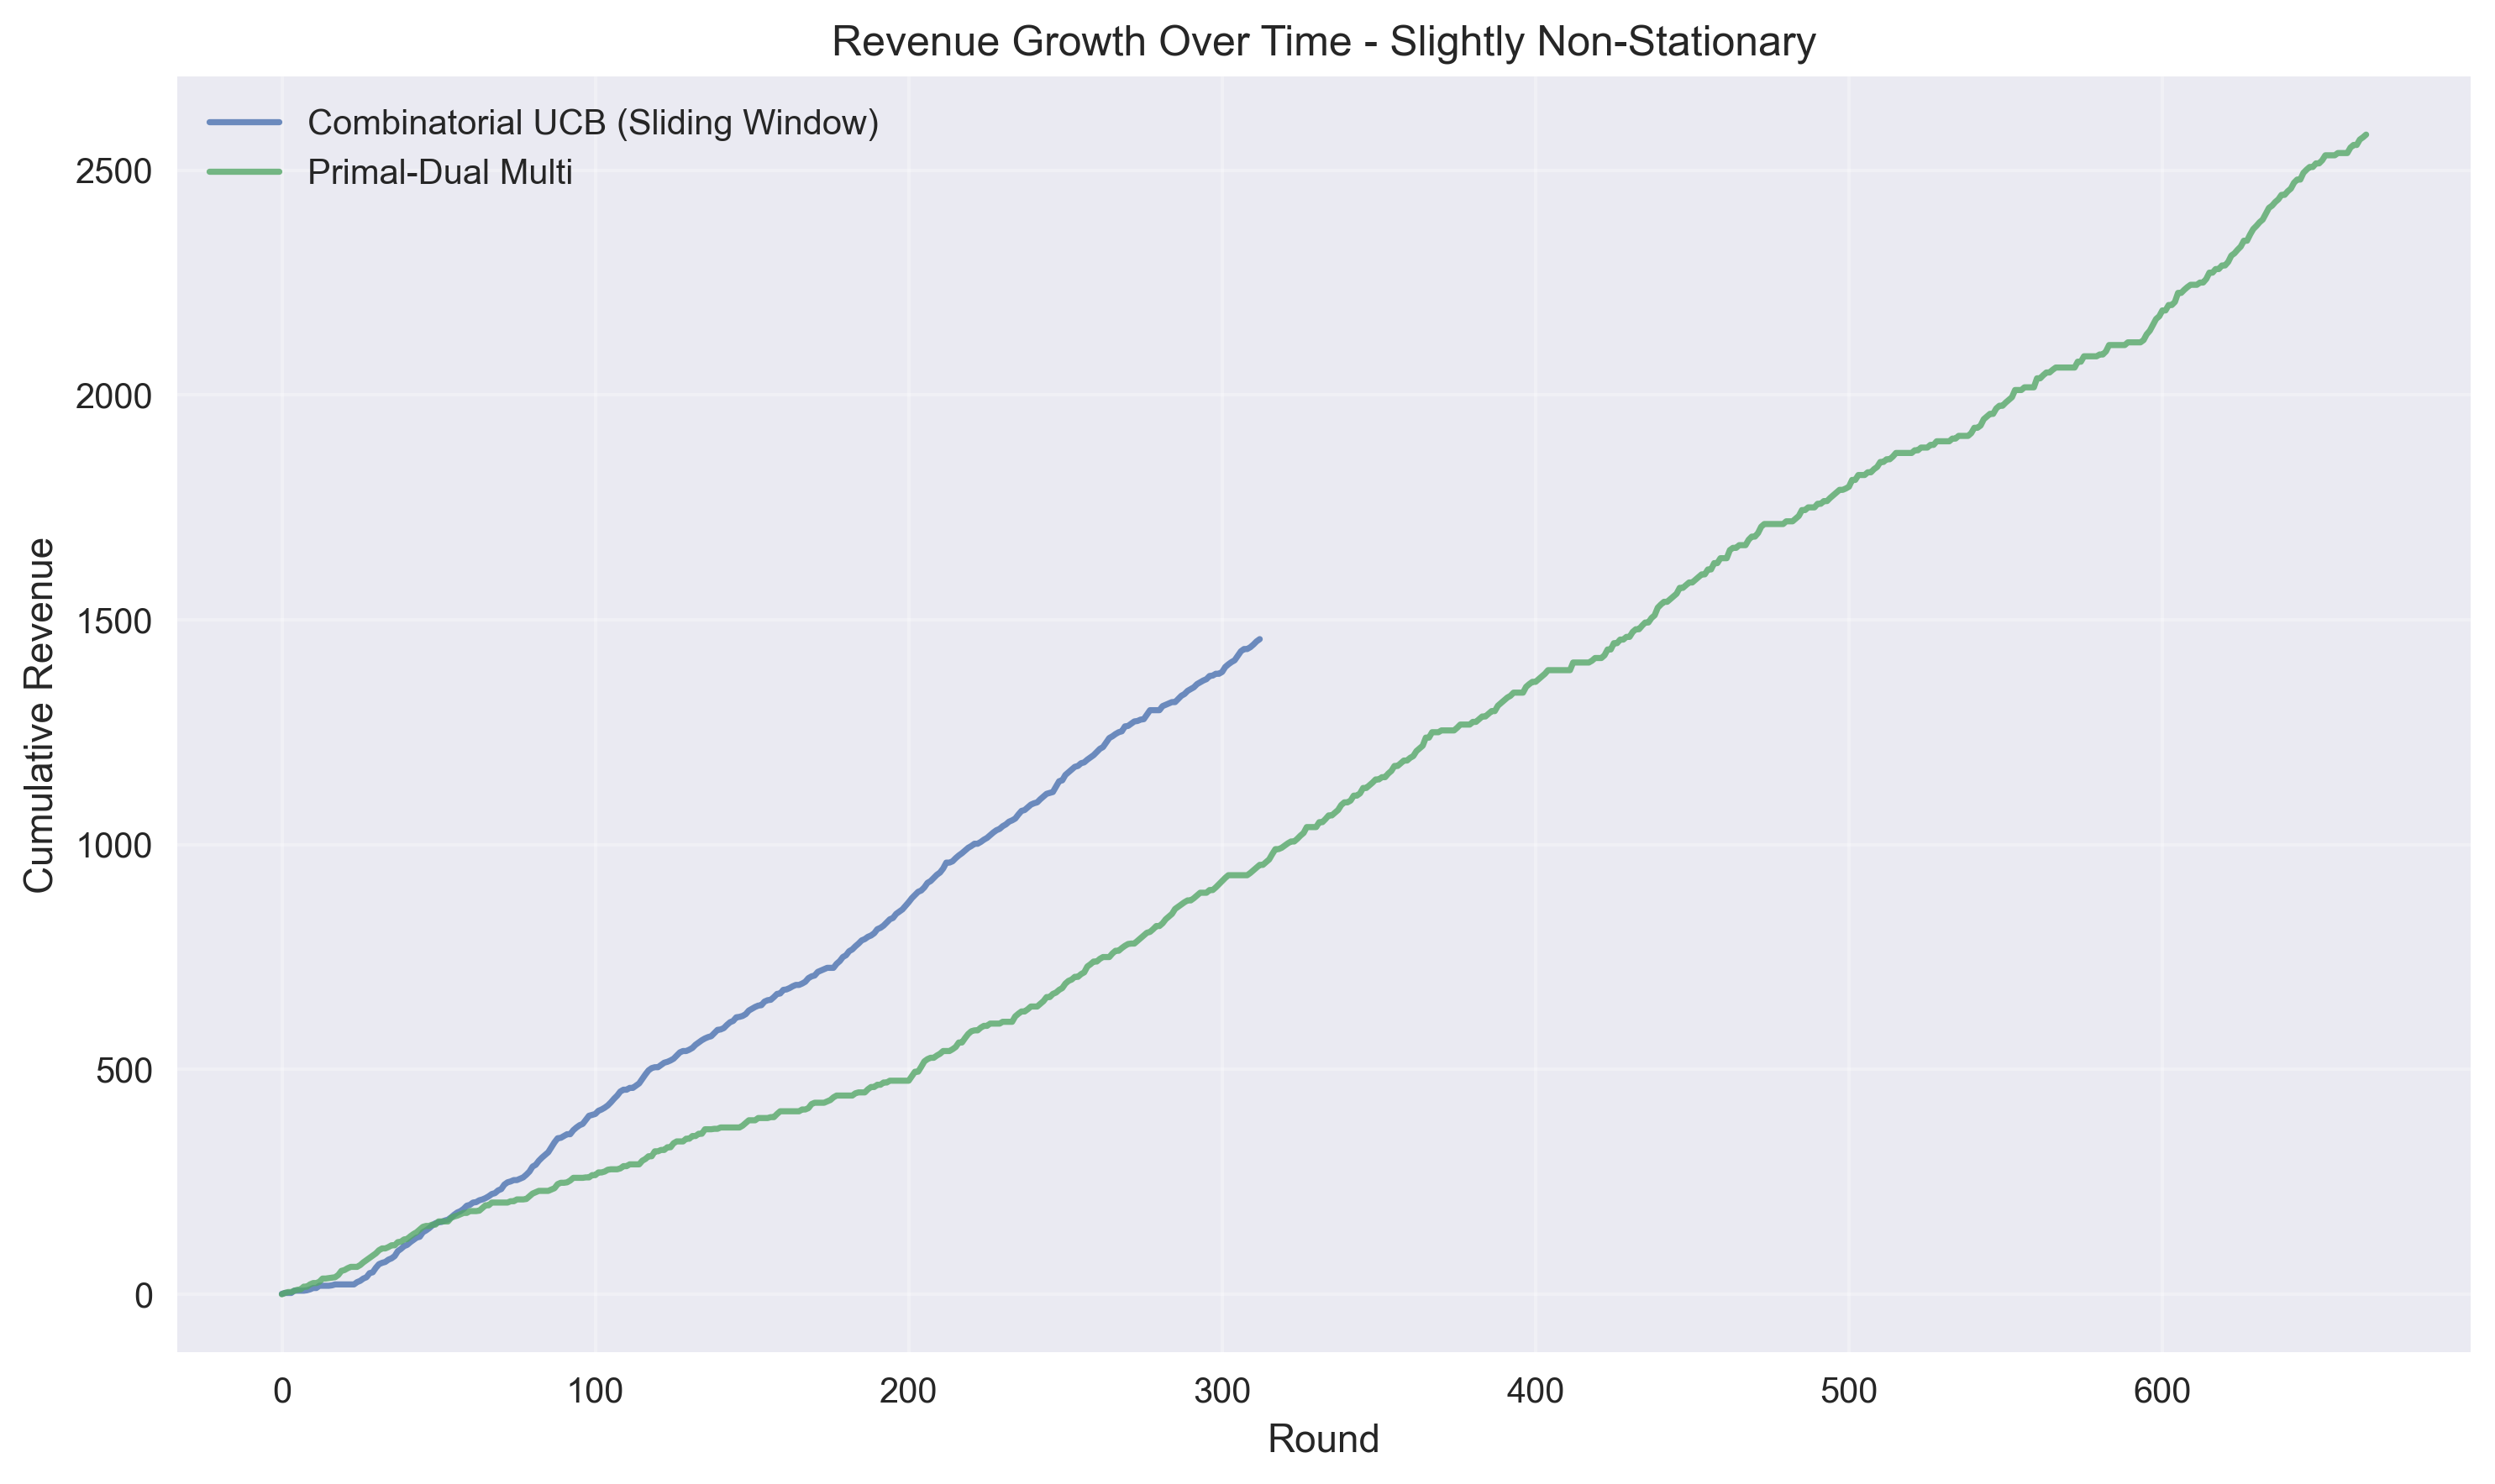 Revenue Growth Over Time - Slightly Non-Stationary
Combinatorial UCB (Sliding Window)
Primal-Dual Multi
Cumulative Revenue
2500
2000
1500
1000
500
0
0 100 200 300 400 500 600
Round